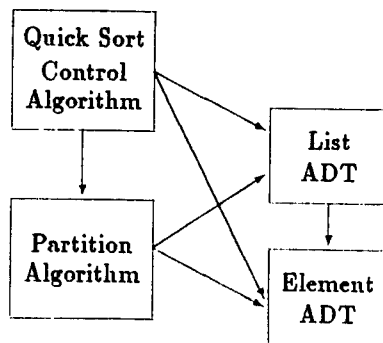 Quick Sort
Control
Algorithm
List
ADT
Partition
Algorithm
Element
ADT